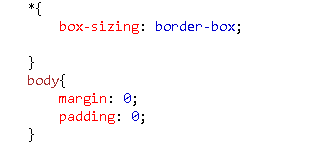 *{
    box-sizing: border-box;

}
body{
    margin: 0;
    padding: 0;
}